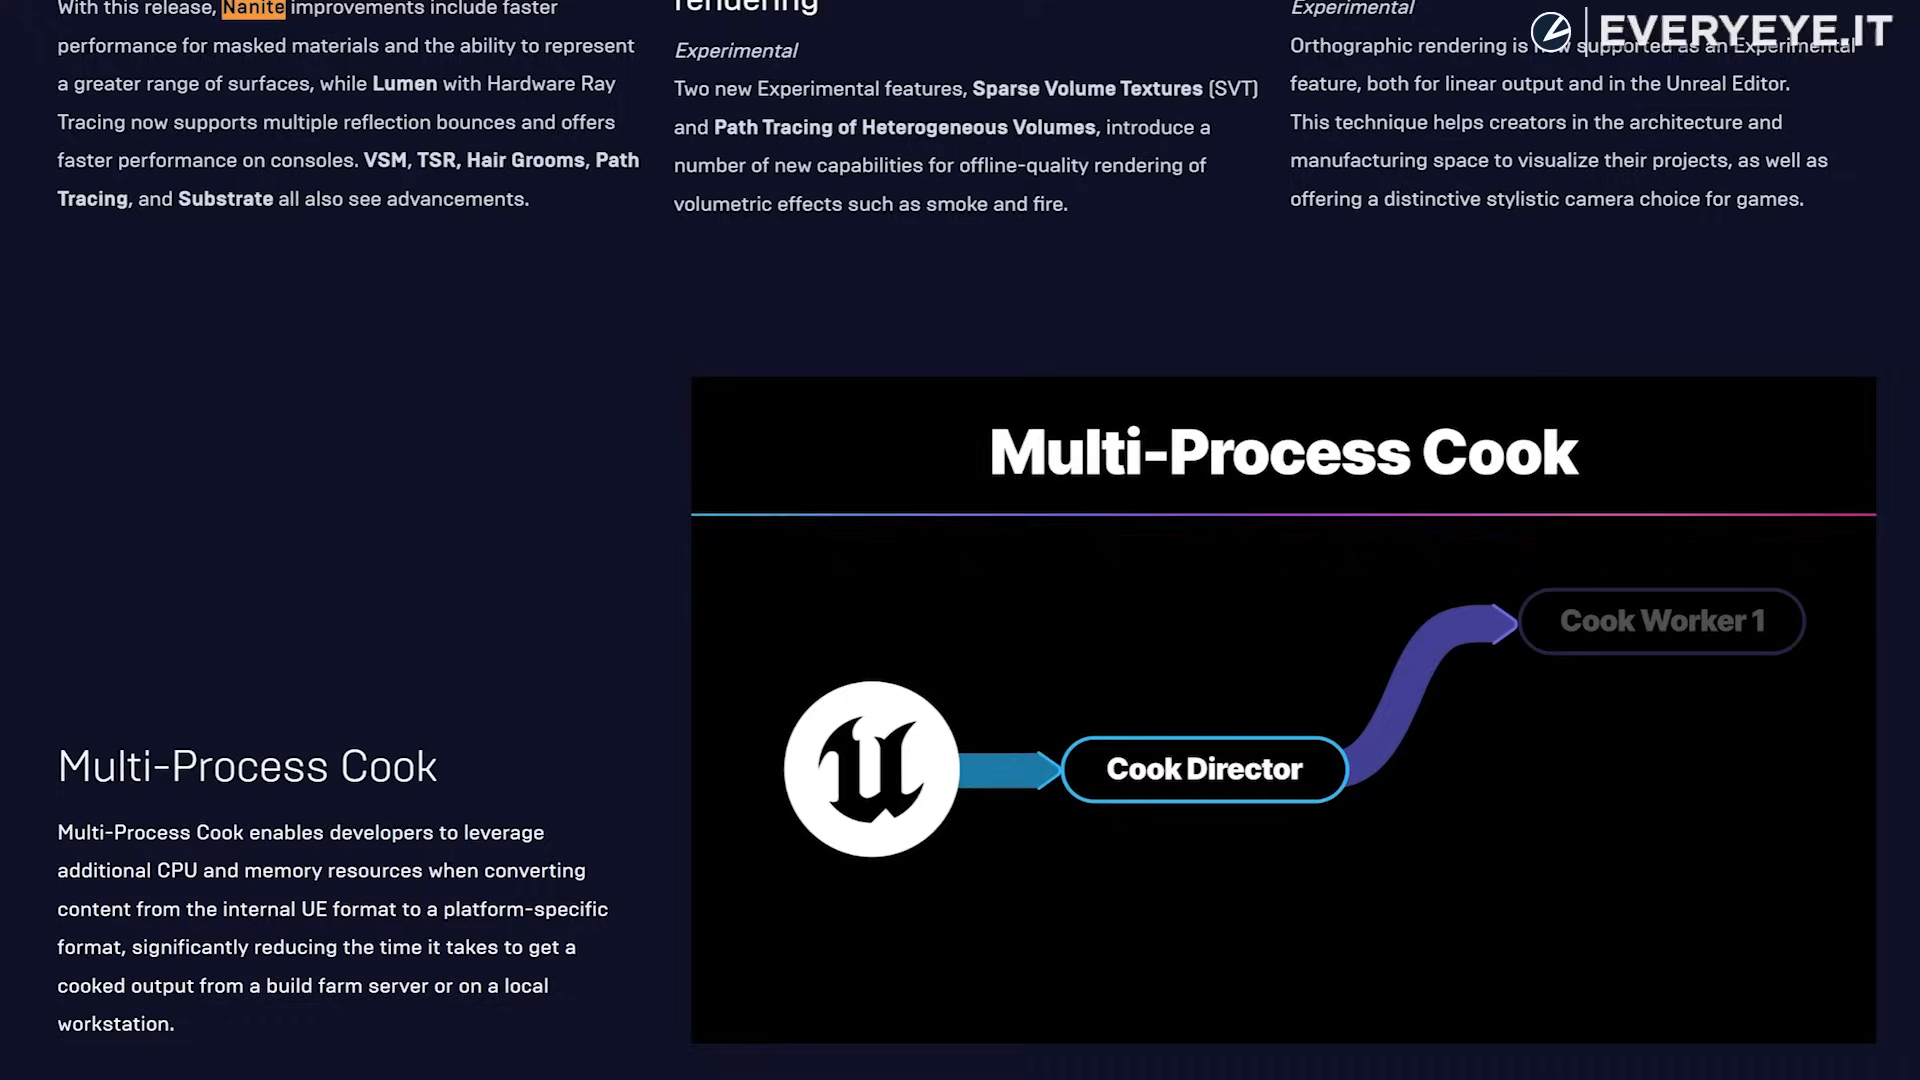 With this release, Nanite improvements include faster
performance for masked materials and the ability to represent
a greater range of surfaces, while Lumen with Hardware Ray
Tracing now supports multiple reflection bounces and offers
faster performance on consoles. VSM, TSR, Hair Grooms, Path
Tracing, and Substrate all also see advancements.
rendering
Experimental
Two new Experimental features, Sparse Volume Textures (SVT)
and Path Tracing of Heterogeneous Volumes, introduce a
number of new capabilities for offline-quality rendering of
volumetric effects such as smoke and fire.
Experimental
Orthographic rendering is now supported as an Experimental
feature, both for linear output and in the Unreal Editor.
This technique helps creators in the architecture and
manufacturing space to visualize their projects, as well as
offering a distinctive stylistic camera choice for games.
EVERYEYE.IT
Multi-Process Cook
Cook Worker 1
Cook Director
Multi-Process Cook
Multi-Process Cook enables developers to leverage
additional CPU and memory resources when converting
content from the internal UE format to a platform-specific
format, significantly reducing the time it takes to get a
cooked output from a build farm server or on a local
workstation.